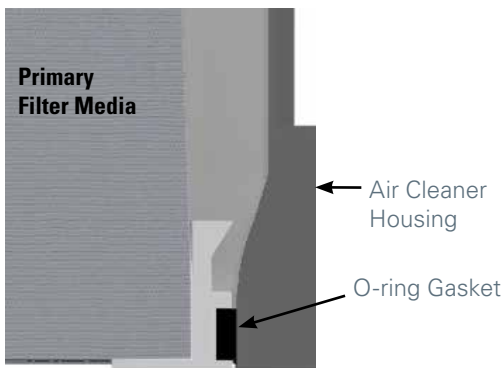 Primary
Filter Media
Air Cleaner
Housing
O-ring Gasket